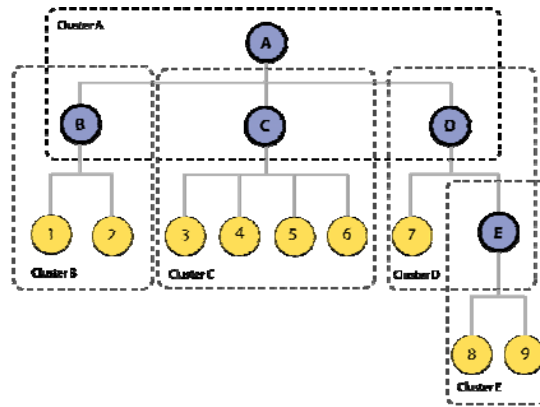 Cluster A
A
B C D
1 2 3 4 5 6 7 E
Cluster B Cluster C Cluster D
8 9
Cluster E